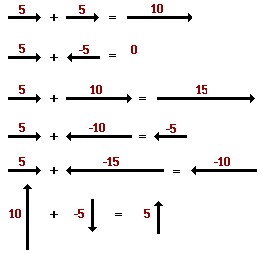 5 + 5 = 10
5 + -5 = 0
5 + 10 = 15
5 + -10 = -5
5 + -15 = -10
10 + -5 = 5